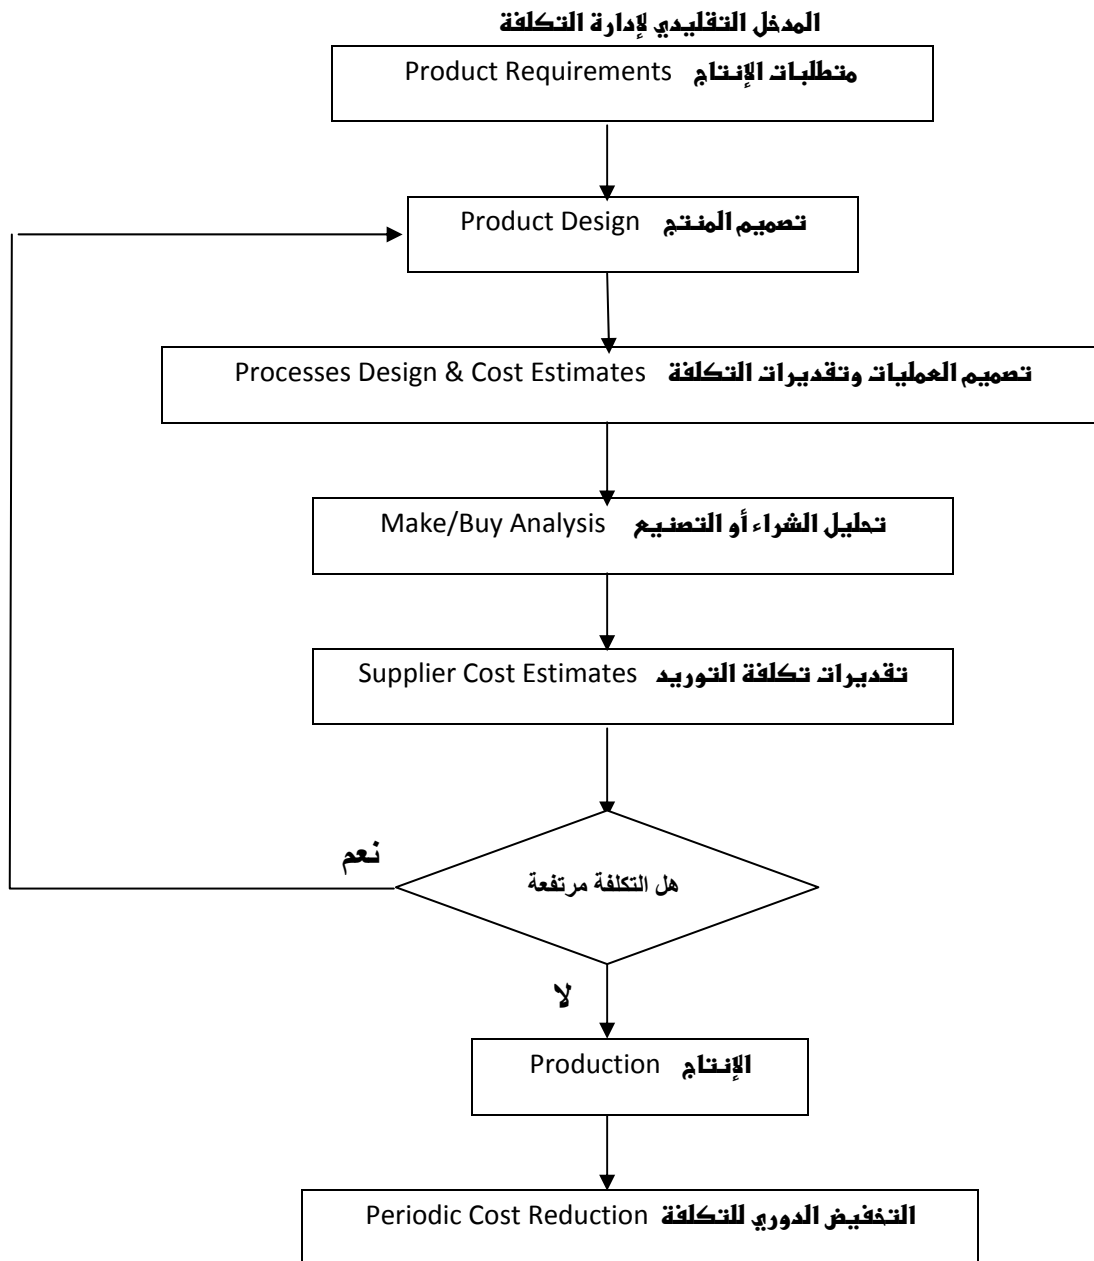 المدخل التقليدي لإدارة التكلفة
متطلبات الإنتاج Product Requirements
تصميم المنتج Product Design
تصميم العمليات وتقديرات التكلفة Processes Design & Cost Estimates
تحليل الشراء أو التصنيع Make/Buy Analysis
تقديرات تكلفة التوريد Supplier Cost Estimates
نعم
هل التكلفة مرتفعة
لا
الإنتاج Production
التخفيض الدوري للتكلفة Periodic Cost Reduction